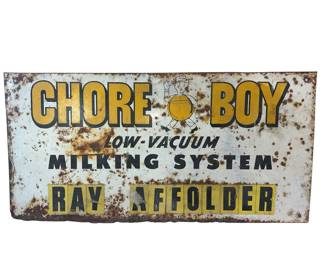 CHORE BOY
LOW-VACUUM
MILKING SYSTEM
RAY AFFOLDER